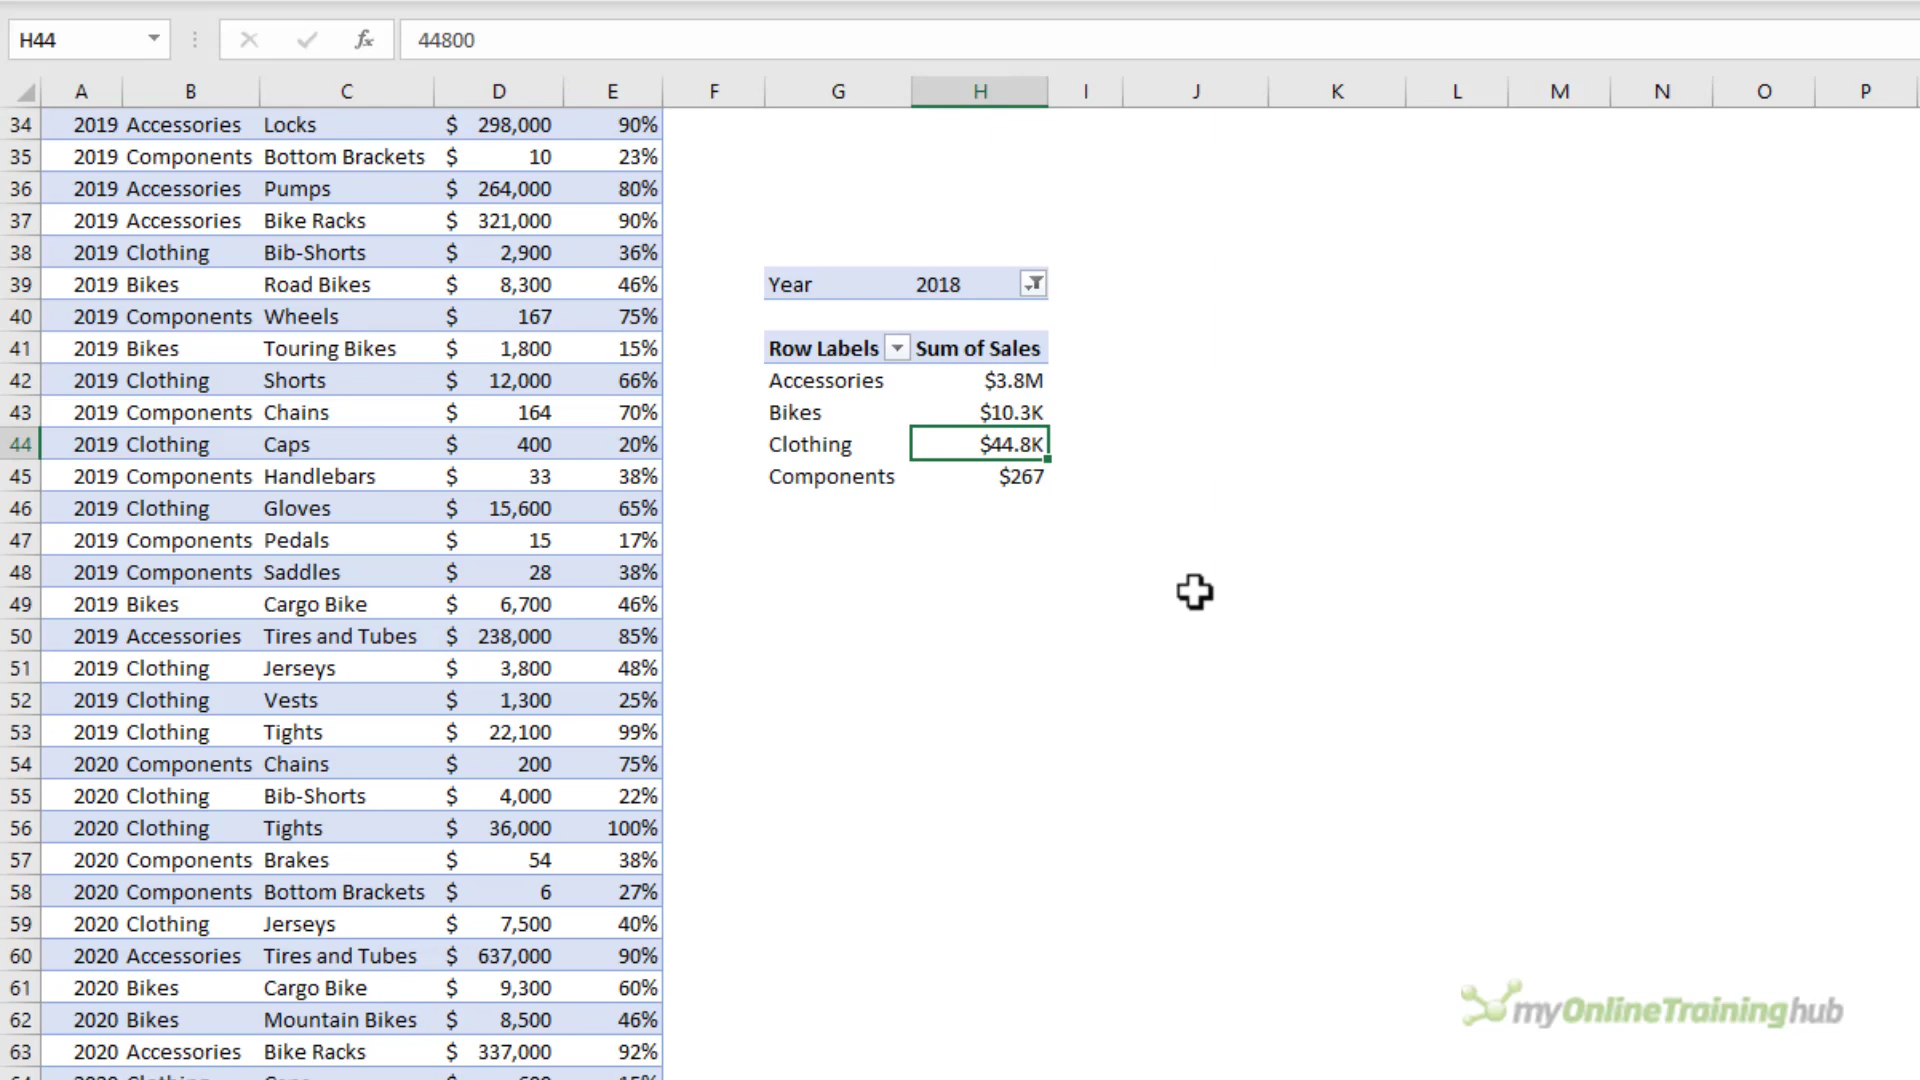 H44 fx 44800
A B C D E F G H I J K L M N O P
34 2019 Accessories Locks $ 298,000 90%
35 2019 Components Bottom Brackets $ 10 23%
36 2019 Accessories Pumps $ 264,000 80%
37 2019 Accessories Bike Racks $ 321,000 90%
38 2019 Clothing Bib-Shorts $ 2,900 36%
39 2019 Bikes Road Bikes $ 8,300 46% Year 2018
40 2019 Components Wheels $ 167 75%
41 2019 Bikes Touring Bikes $ 1,800 15% Row Labels Sum of Sales
42 2019 Clothing Shorts $ 12,000 66% Accessories $3.8M
43 2019 Components Chains $ 164 70% Bikes $10.3K
44 2019 Clothing Caps $ 400 20% Clothing $44.8K
45 2019 Components Handlebars $ 33 38% Components $267
46 2019 Clothing Gloves $ 15,600 65%
47 2019 Components Pedals $ 15 17%
48 2019 Components Saddles $ 28 38%
49 2019 Bikes Cargo Bike $ 6,700 46%
50 2019 Accessories Tires and Tubes $ 238,000 85%
51 2019 Clothing Jerseys $ 3,800 48%
52 2019 Clothing Vests $ 1,300 25%
53 2019 Clothing Tights $ 22,100 99%
54 2020 Components Chains $ 200 75%
55 2020 Clothing Bib-Shorts $ 4,000 22%
56 2020 Clothing Tights $ 36,000 100%
57 2020 Components Brakes $ 54 38%
58 2020 Components Bottom Brackets $ 6 27%
59 2020 Clothing Jerseys $ 7,500 40%
60 2020 Accessories Tires and Tubes $ 637,000 90%
61 2020 Bikes Cargo Bike $ 9,300 60%
62 2020 Bikes Mountain Bikes $ 8,500 46%
63 2020 Accessories Bike Racks $ 337,000 92%
myOnlineTraininghub